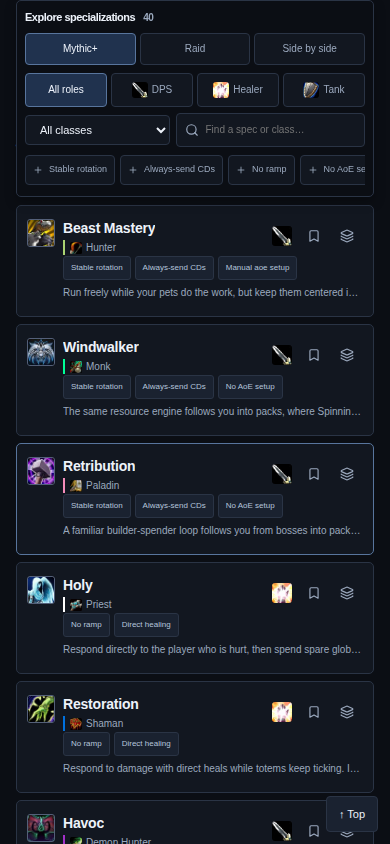 Explore specializations 40
Mythic+ Raid Side by side
All roles DPS Healer Tank
All classes Find a spec or class…
+ Stable rotation + Always-send CDs + No ramp + No AoE se
Beast Mastery
Hunter
Stable rotation Always-send CDs Manual aoe setup
Run freely while your pets do the work, but keep them centered i…
Windwalker
Monk
Stable rotation Always-send CDs No AoE setup
The same resource engine follows you into packs, where Spinnin…
Retribution
Paladin
Stable rotation Always-send CDs No AoE setup
A familiar builder-spender loop follows you from bosses into pack…
Holy
Priest
No ramp Direct healing
Respond directly to the player who is hurt, then spend spare glob…
Restoration
Shaman
No ramp Direct healing
Respond to damage with direct heals while totems keep ticking. I…
Havoc
Demon Hunter
↑ Top